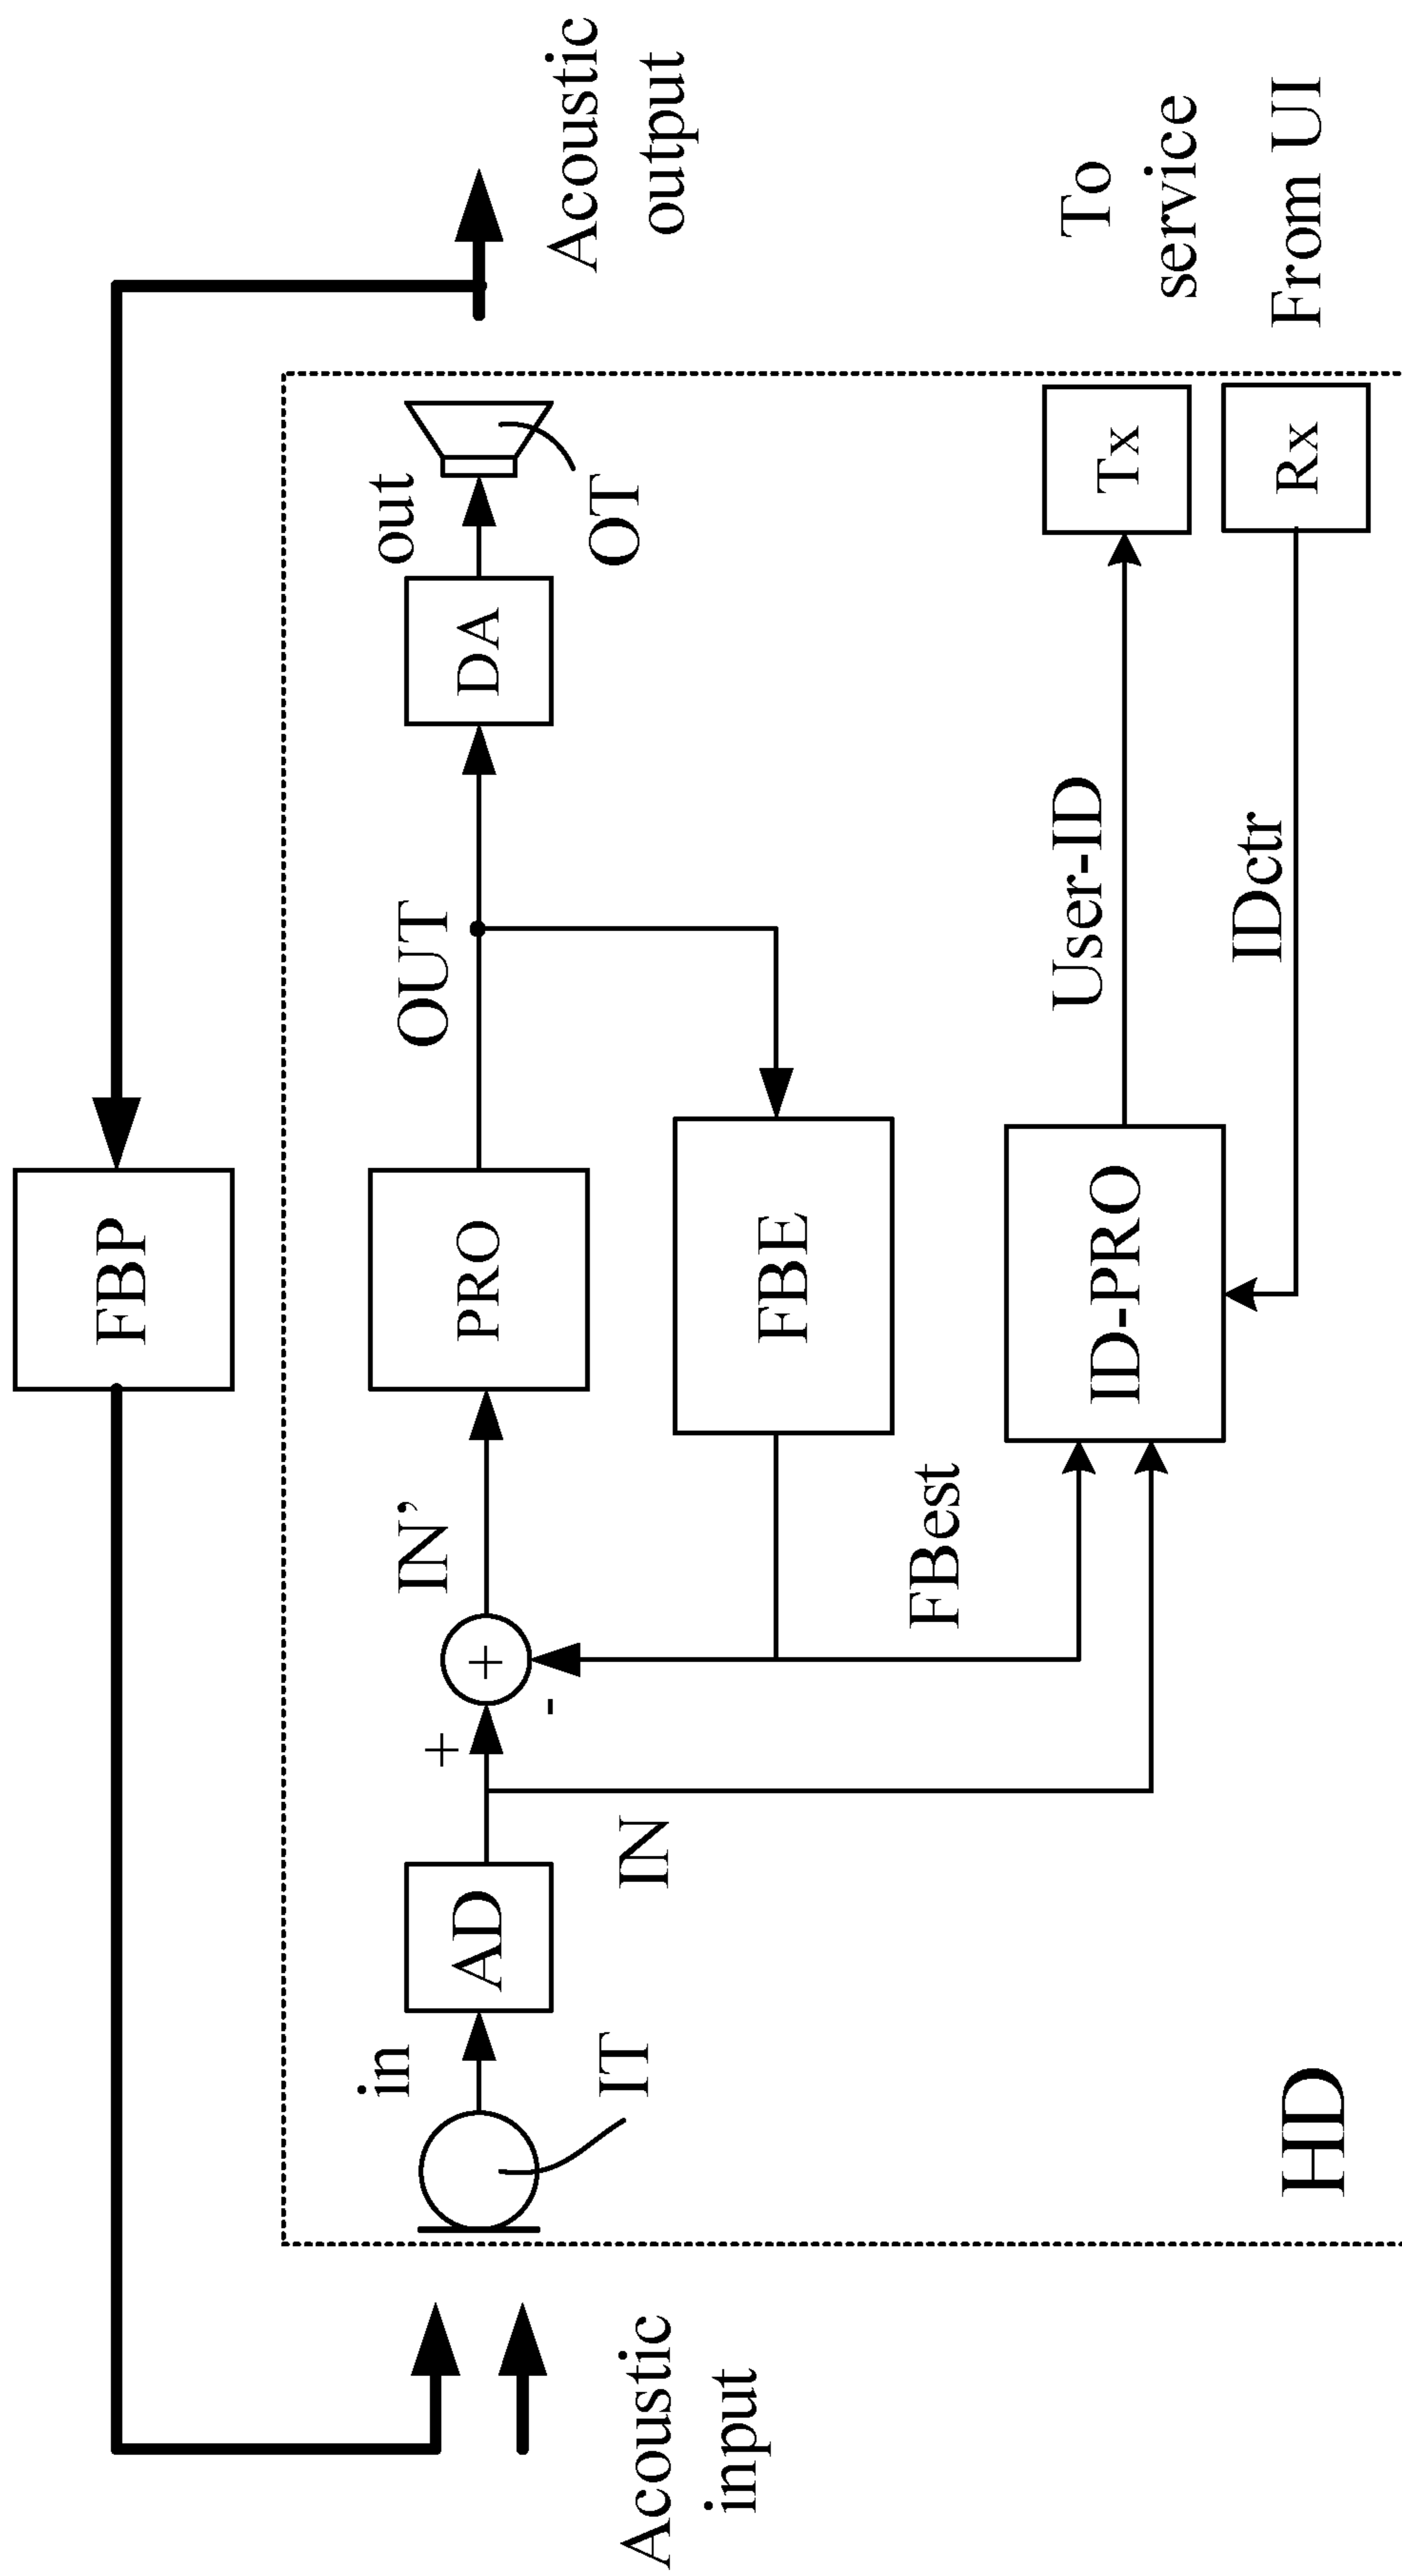 FBP
in
AD
IN
+
-
+
IN’
PRO
OUT
DA
out
OT
IT
Acoustic
input
Acoustic
output
FBE
FBest
ID-PRO
User-ID
IDctr
Tx
Rx
To
service
From UI
HD